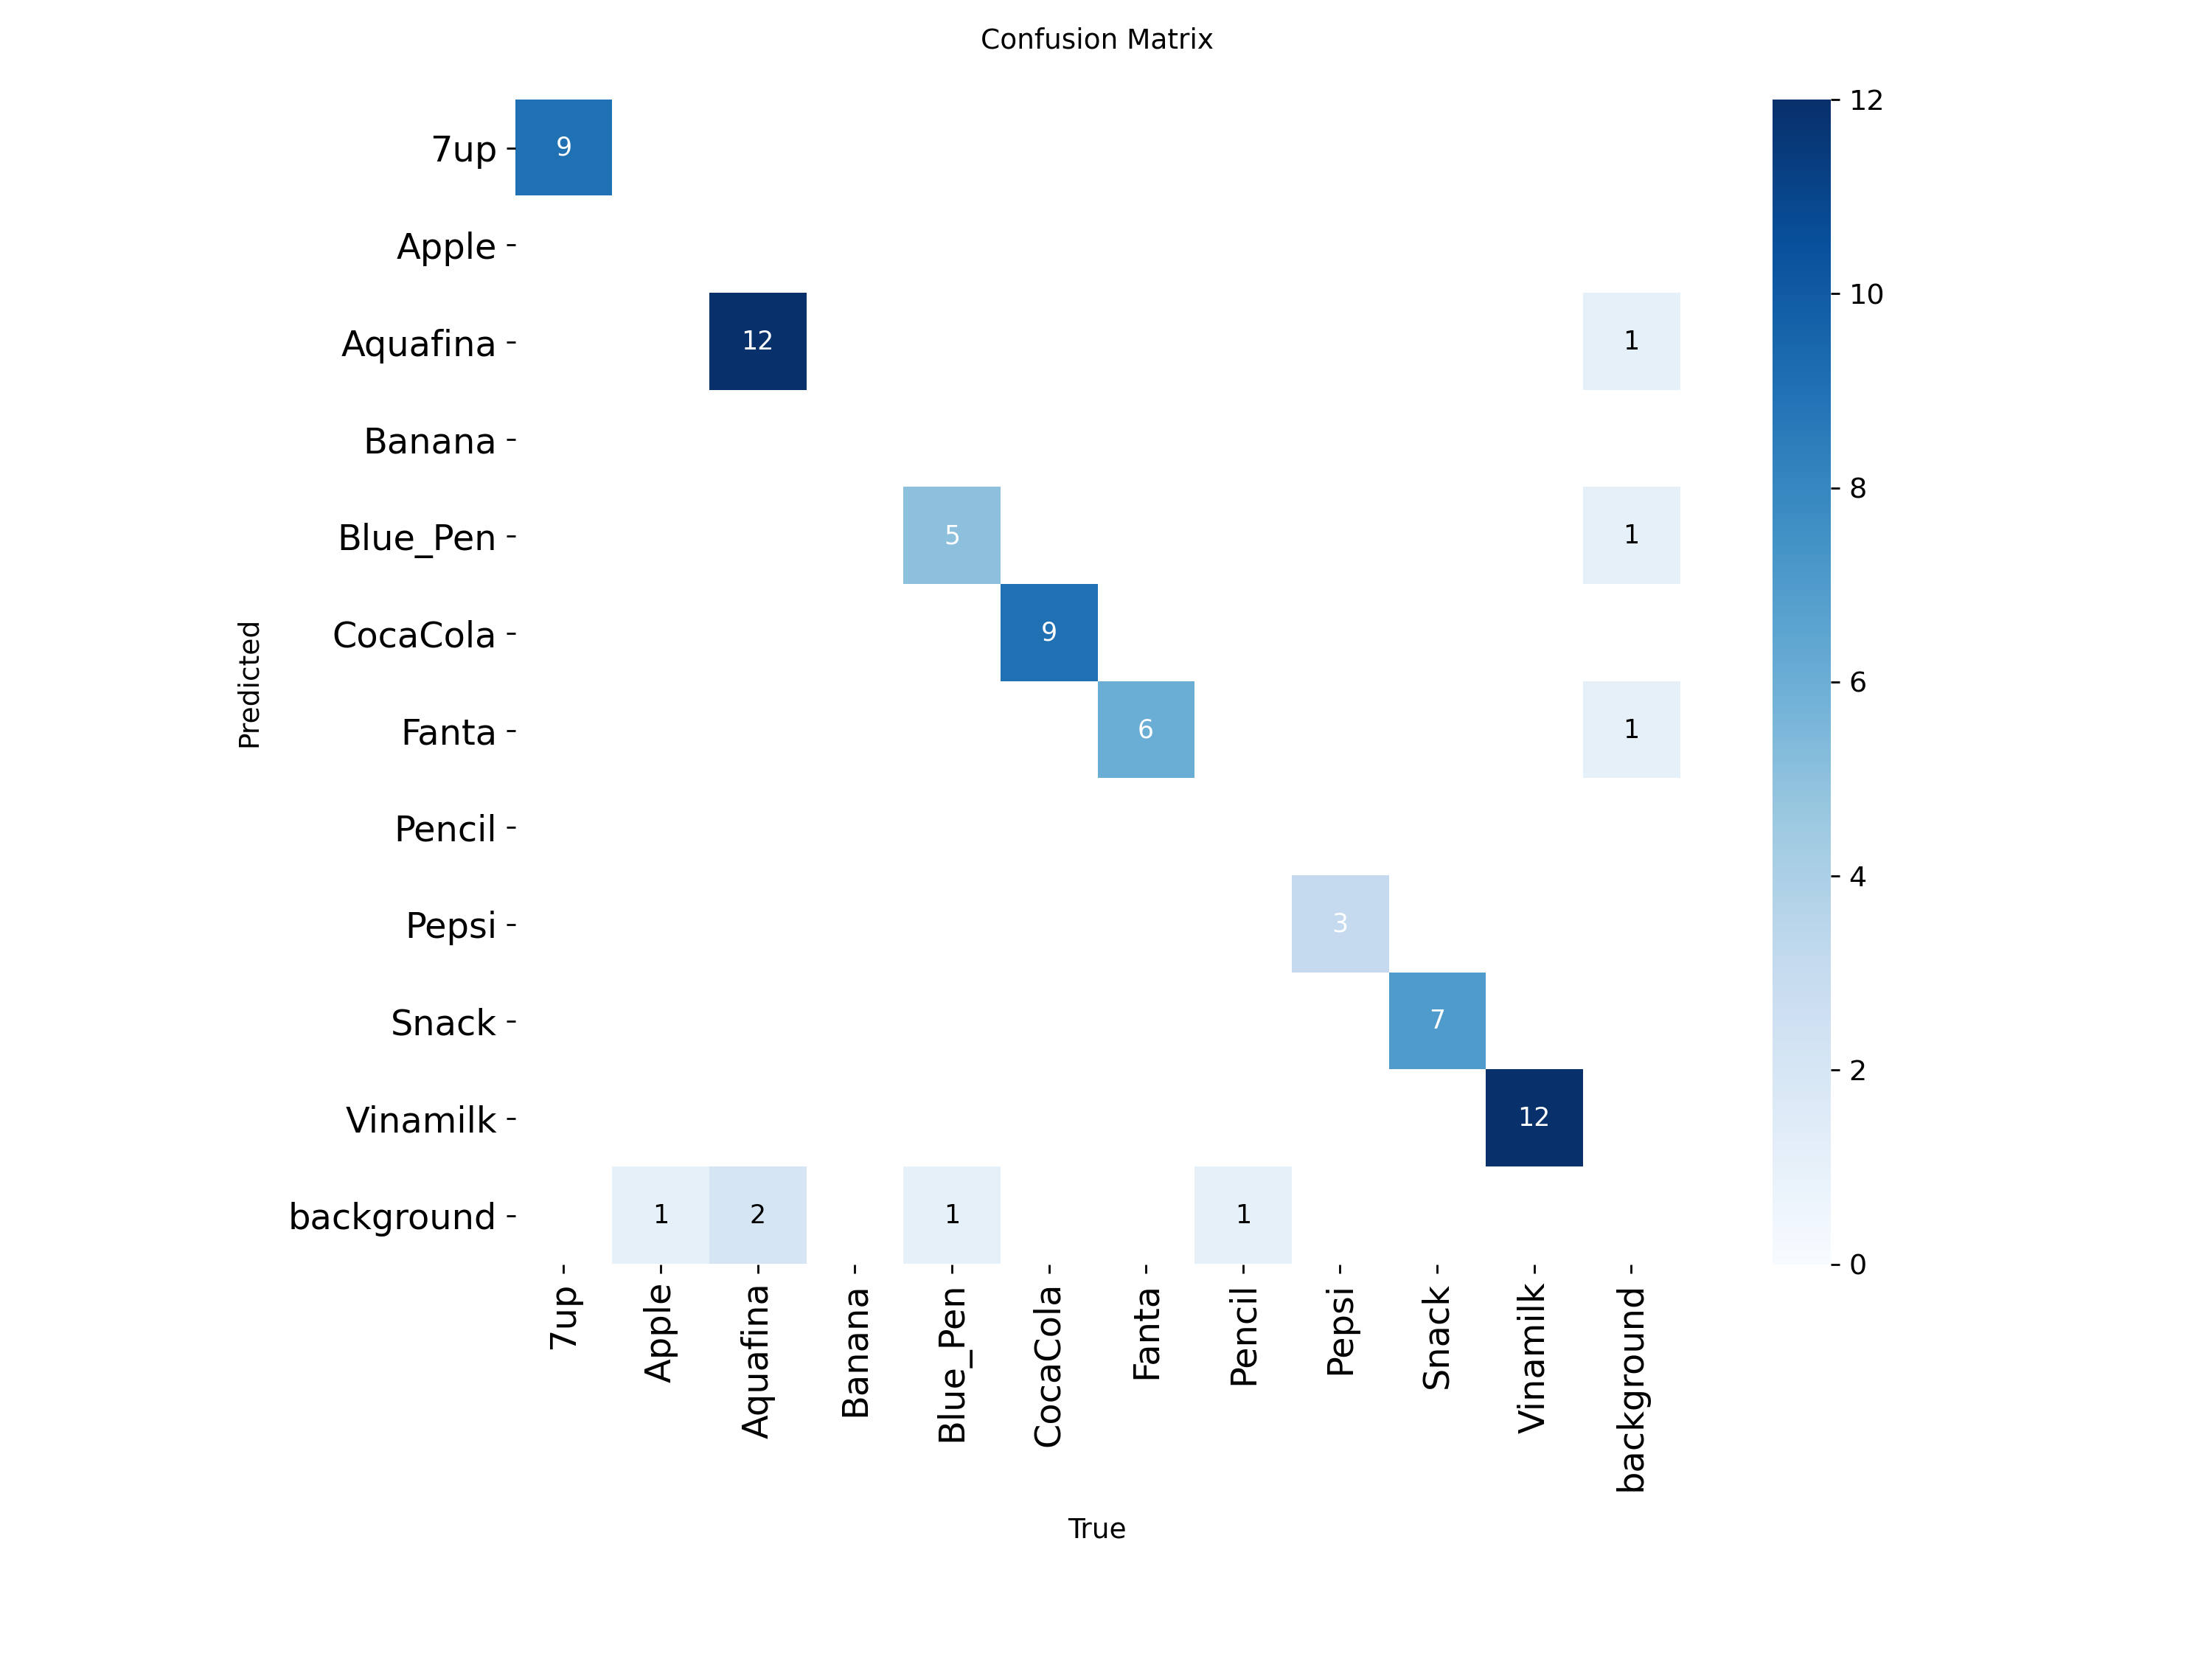 Confusion Matrix
7up
9
Apple
Aquafina
12
1
Banana
Blue_Pen
5
1
CocaCola
9
Fanta
6
1
Pencil
Pepsi
3
Snack
7
Vinamilk
12
background
1
2
1
1
Predicted
7up
Apple
Aquafina
Banana
Blue_Pen
CocaCola
Fanta
Pencil
Pepsi
Snack
Vinamilk
background
True
12
10
8
6
4
2
0